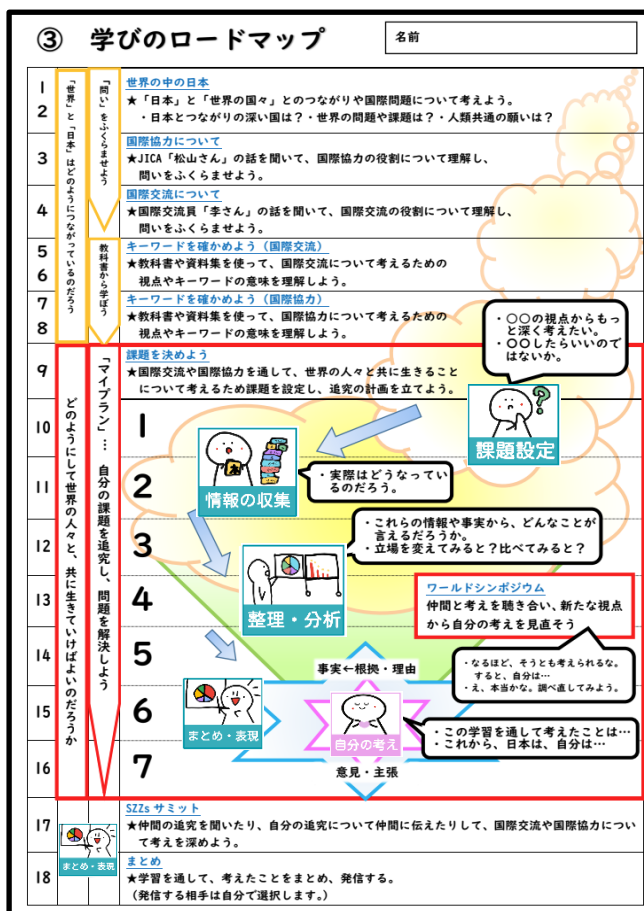 ③ 学びのロードマップ
名前
1
2
「世界」と「日本」はどのようにつながっているのだろう
「問い」をふくらませよう
世界の中の日本
★「日本」と「世界の国々」とのつながりや国際問題について考えよう。
・日本とつながりの深い国は？・世界の問題や課題は？・人類共通の願いは？
3
国際協力について
★JICA「松山さん」の話を聞いて、国際協力の役割について理解し、
問いをふくらませよう。
4
国際交流について
★国際交流員「李さん」の話を聞いて、国際交流の役割について理解し、
問いをふくらませよう。
5
6
教科書から学ぼう
キーワードを確かめよう（国際交流）
★教科書や資料集を使って、国際交流について考えるための
視点やキーワードの意味を理解しよう。
7
8
キーワードを確かめよう（国際協力）
★教科書や資料集を使って、国際協力について考えるための
視点やキーワードの意味を理解しよう。
・○○の視点からもっ
と深く考えたい。
・○○したらいいので
はないか。
9
どのようにして世界の人々と、共に生きていけばよいのだろうか
「マイプラン」… 自分の課題を追究し、問題を解決しよう
課題を決めよう
★国際交流や国際協力を通して、世界の人々と共に生きること
について考えるため課題を設定し、追究の計画を立てよう。
?
課題設定
10
1
11
2
情報の収集
・実際はどうなってい
るのだろう。
12
3
・これらの情報や事実から、どんなことが
言えるだろうか。
・立場を変えてみると？比べてみると？
整理・分析
13
4
ワールドシンポジウム
仲間と考えを聴き合い、新たな視点
から自分の考えを見直そう
14
5
・なるほど、そうとも考えられるな。
すると、自分は…
・え、本当かな。調べ直してみよう。
事実←根拠・理由
15
6
まとめ・表現
自分の考え
・この学習を通して考えたことは…
・これから、日本は、自分は…
16
7
意見・主張
17
SZZs サミット
★仲間の追究を聞いたり、自分の追究について仲間に伝えたりして、国際交流や国際協力につい
て考えを深めよう。
まとめ・表現
18
まとめ
★学習を通して、考えたことをまとめ、発信する。
（発信する相手は自分で選択します。）